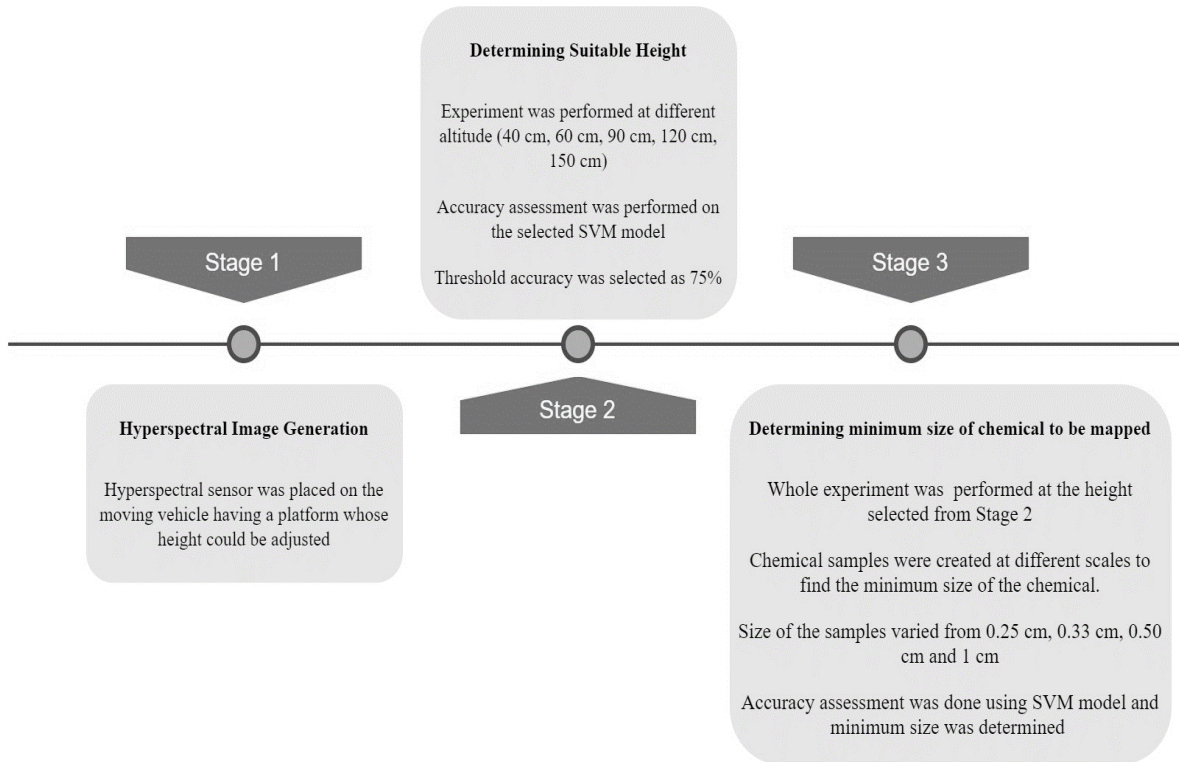 Determining Suitable Height
Experiment was performed at different
altitude (40 cm, 60 cm, 90 cm, 120 cm,
150 cm)
Accuracy assessment was performed on
the selected SVM model
Threshold accuracy was selected as 75%
Stage 1
Stage 3
Stage 2
Hyperspectral Image Generation
Hyperspectral sensor was placed on the
moving vehicle having a platform whose
height could be adjusted
Determining minimum size of chemical to be mapped
Whole experiment was performed at the height
selected from Stage 2
Chemical samples were created at different scales to
find the minimum size of the chemical.
Size of the samples varied from 0.25 cm, 0.33 cm, 0.50
cm and 1 cm
Accuracy assessment was done using SVM model and
minimum size was determined